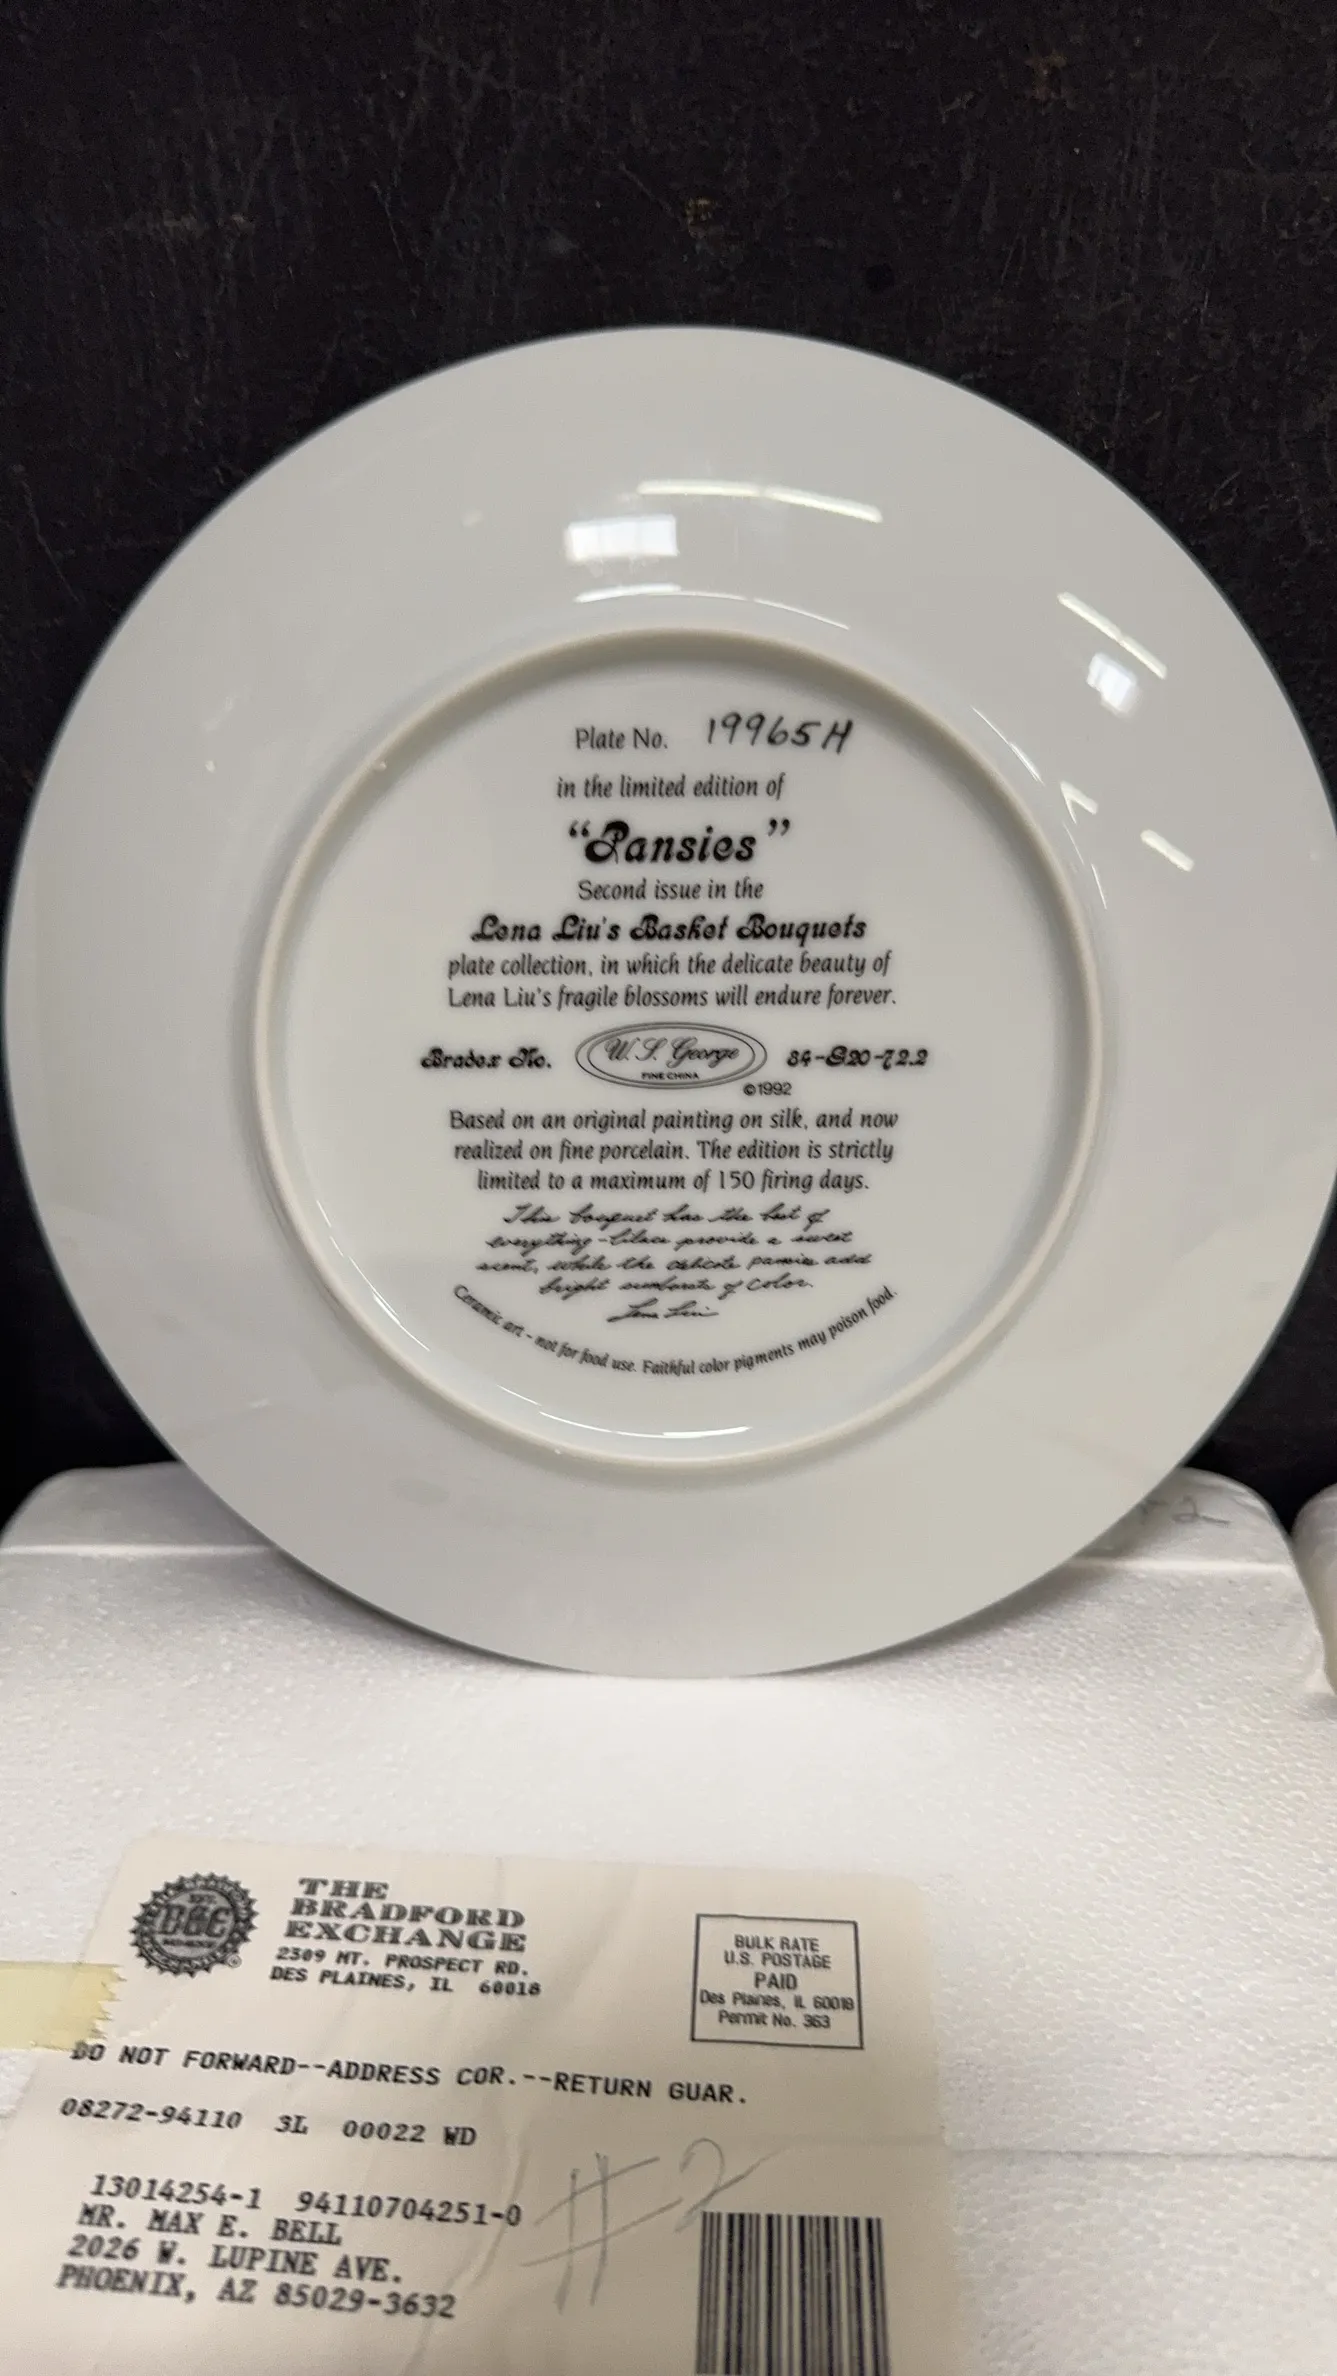 Plate No. 19965H
in the limited edition of
"Pansies"
Second issue in the
Lena Liu's Basket Bouquets
plate collection, in which the delicate beauty of
Lena Liu's fragile blossoms will endure forever.
Bradex No. W.S. George 84-G20-72.2
FINE CHINA
©1992
Based on an original painting on silk, and now
realized on fine porcelain. The edition is strictly
limited to a maximum of 150 firing days.
This bouquet has the best of
everything-lilacs provide a sweet
scent, while the delicate pansies add
bright sunbursts of color.
Lena Liu
Ceramic art - not for food use. Faithful color pigments may poison food.
2
THE
BRADFORD
EXCHANGE
2309 MT. PROSPECT RD.
DES PLAINES, IL 60018
BULK RATE
U.S. POSTAGE
PAID
Des Plaines, IL 60018
Permit No. 363
DO NOT FORWARD--ADDRESS COR.--RETURN GUAR.
08272-94110 3L 00022 WD
#2
13014254-1 94110704251-0
MR. MAX E. BELL
2026 W. LUPINE AVE.
PHOENIX, AZ 85029-3632